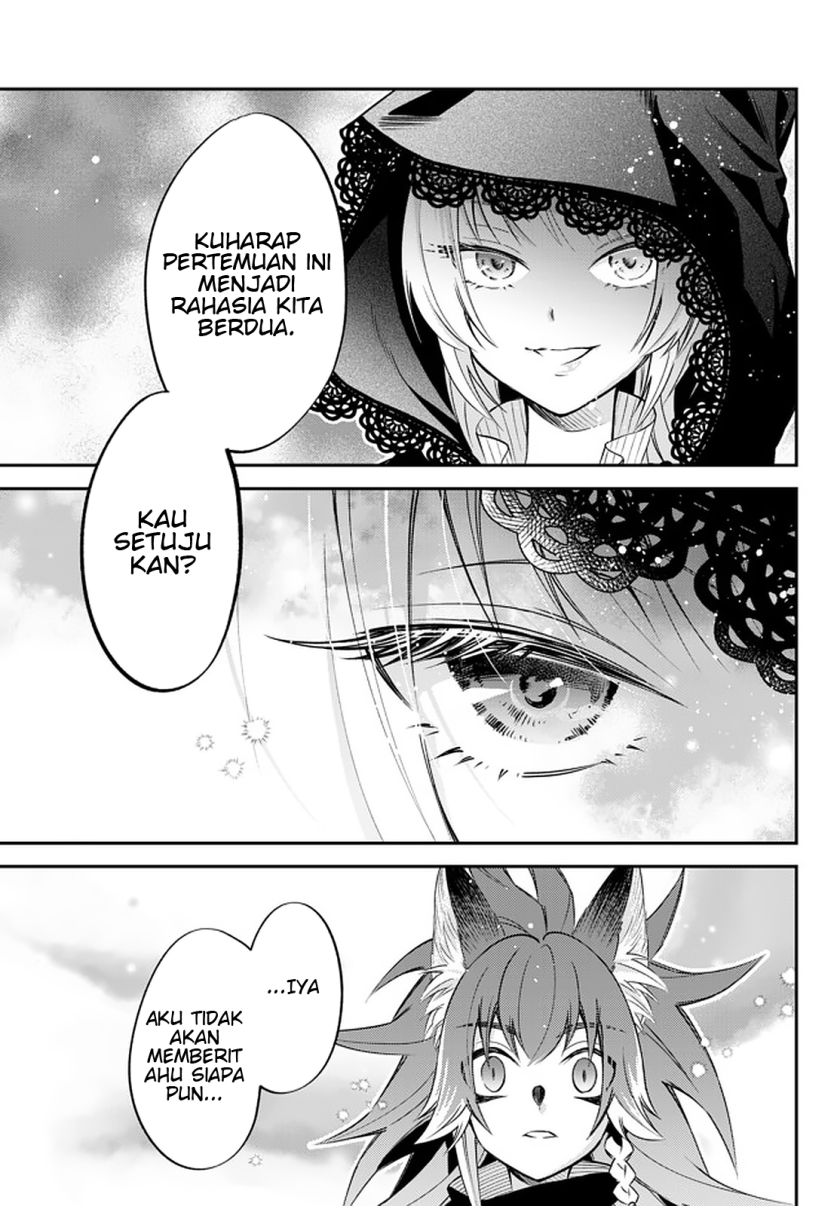 KUHARAP
PERTEMUAN INI
MENJADI
RAHASIA KITA
BERDUA.
KAU
SETUJU
KAN?
...IYA
AKU TIDAK
AKAN
MEMBERIT
AHU SIAPA
PUN...